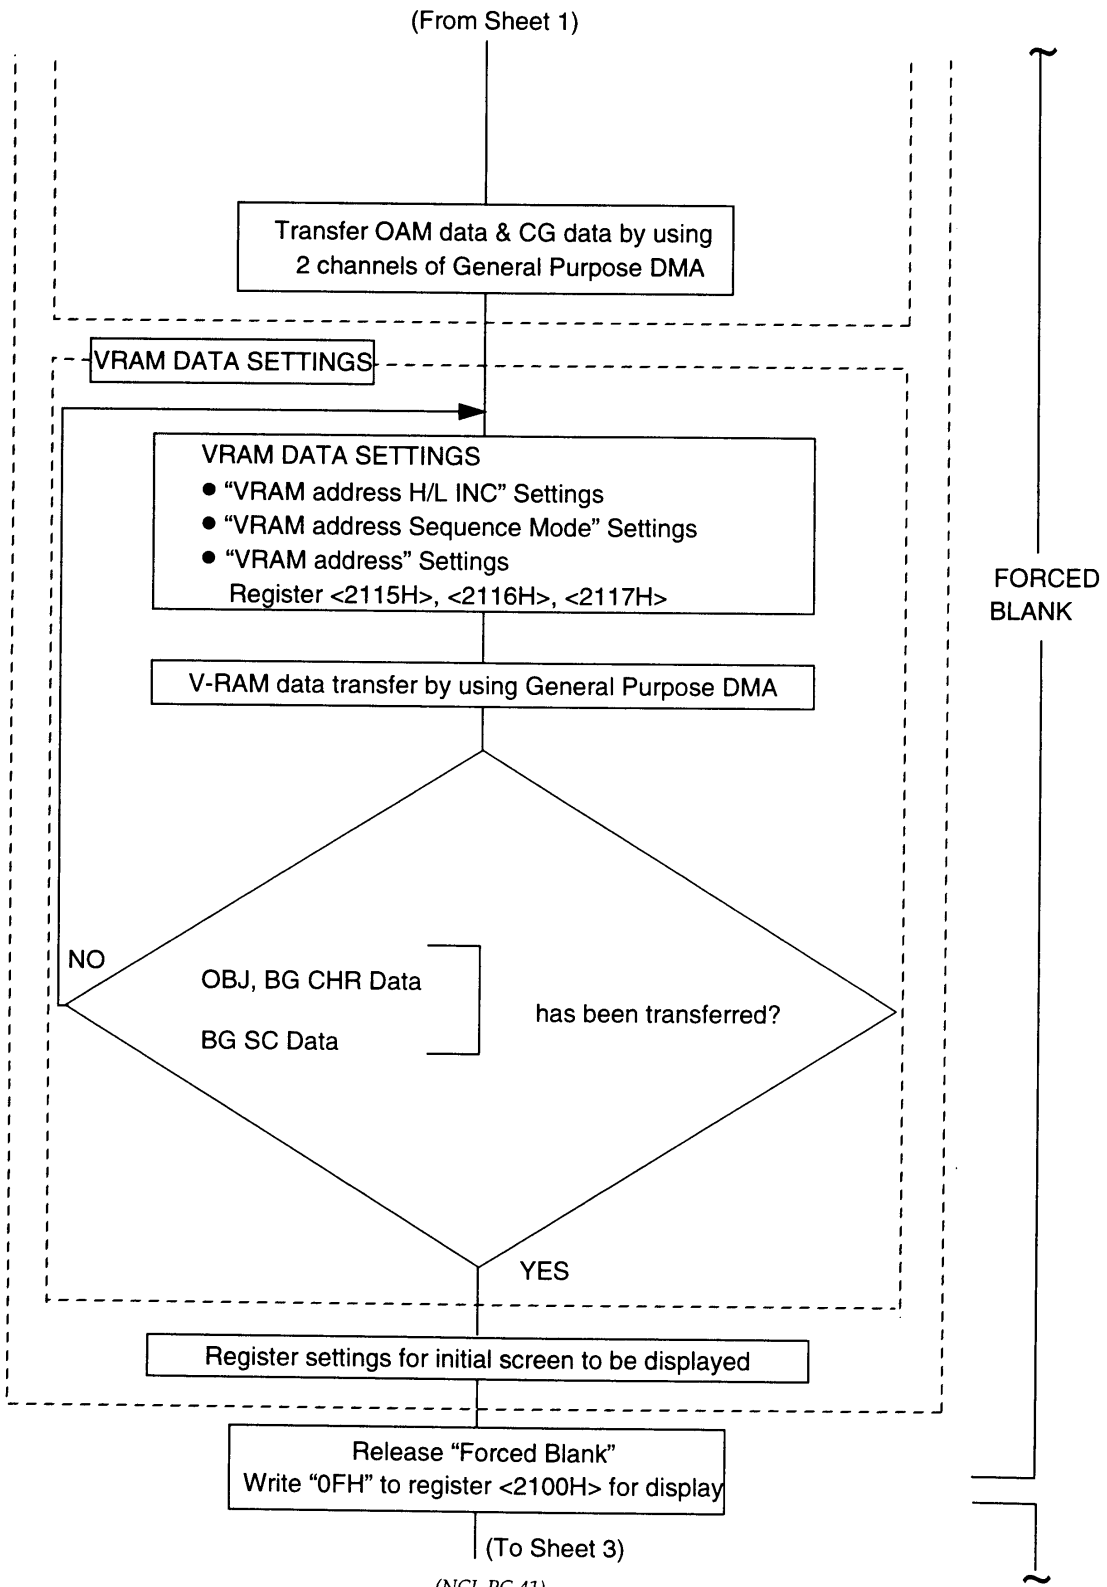 (From Sheet 1)
Transfer OAM data & CG data by using
2 channels of General Purpose DMA
VRAM DATA SETTINGS
VRAM DATA SETTINGS
● “VRAM address H/L INC” Settings
● “VRAM address Sequence Mode” Settings
● “VRAM address” Settings
Register <2115H>, <2116H>, <2117H>
FORCED
BLANK
V-RAM data transfer by using General Purpose DMA
NO
OBJ, BG CHR Data
BG SC Data
has been transferred?
YES
Register settings for initial screen to be displayed
Release “Forced Blank”
Write “0FH” to register <2100H> for display
(To Sheet 3)
(NCL PG 41)